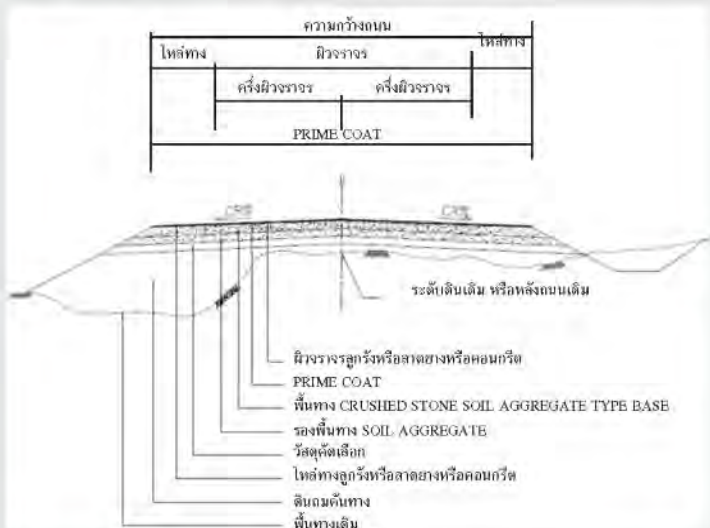 ความกว้างถนน
ไหล่ทาง ผิวจราจร ไหล่ทาง
ครึ่งผิวจราจร ครึ่งผิวจราจร
PRIME COAT
ระดับดินเดิม หรือหลังถนนเดิม
ผิวจราจรลูกรังหรือลาดยางหรือคอนกรีต
PRIME COAT
พื้นทาง CRUSHED STONE SOIL AGGREGATE TYPE BASE
รองพื้นทาง SOIL AGGREGATE
วัสดุคัดเลือก
ไหล่ทางลูกรังหรือลาดยางหรือคอนกรีต
ดินถมคันทาง
พื้นทางเดิม